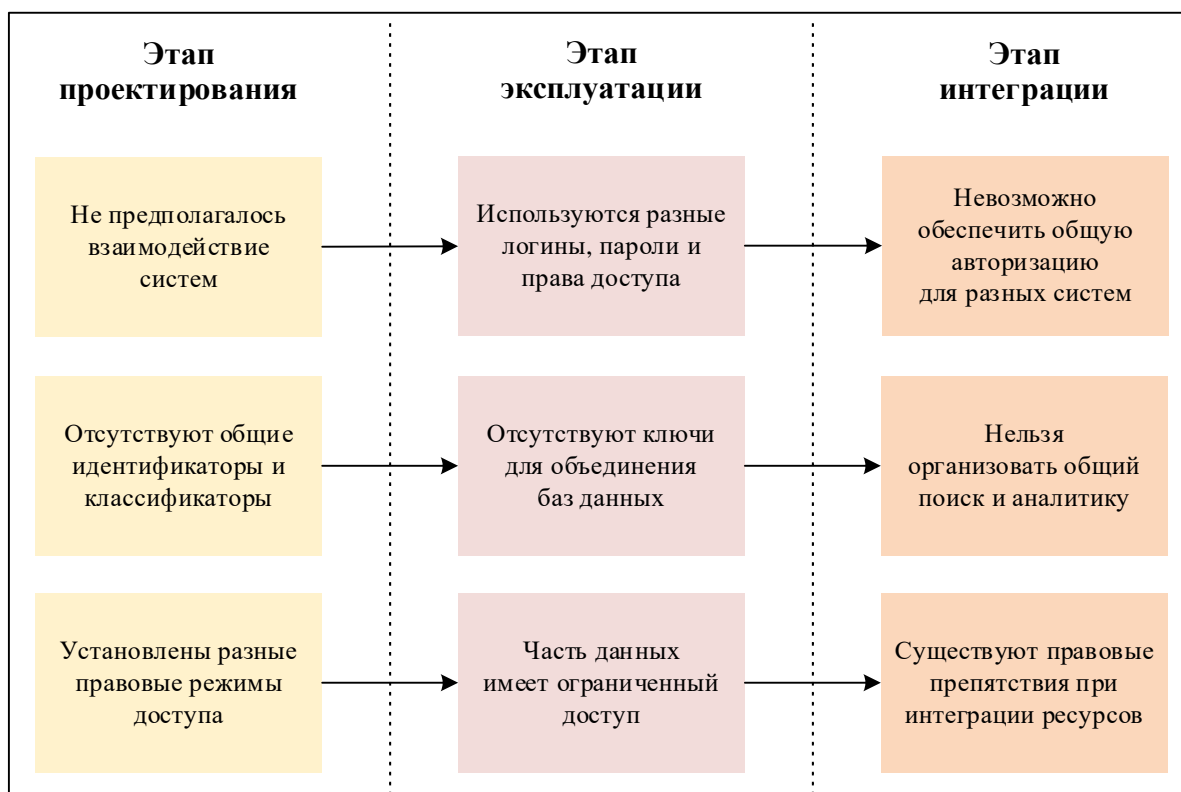 Этап
проектирования
Этап
эксплуатации
Этап
интеграции
Не предполагалось
взаимодействие
систем
Используются разные
логины, пароли и
права доступа
Невозможно
обеспечить общую
авторизацию
для разных систем
Отсутствуют общие
идентификаторы и
классификаторы
Отсутствуют ключи
для объединения
баз данных
Нельзя
организовать общий
поиск и аналитику
Установлены разные
правовые режимы
доступа
Часть данных
имеет ограниченный
доступ
Существуют правовые
препятствия при
интеграции ресурсов